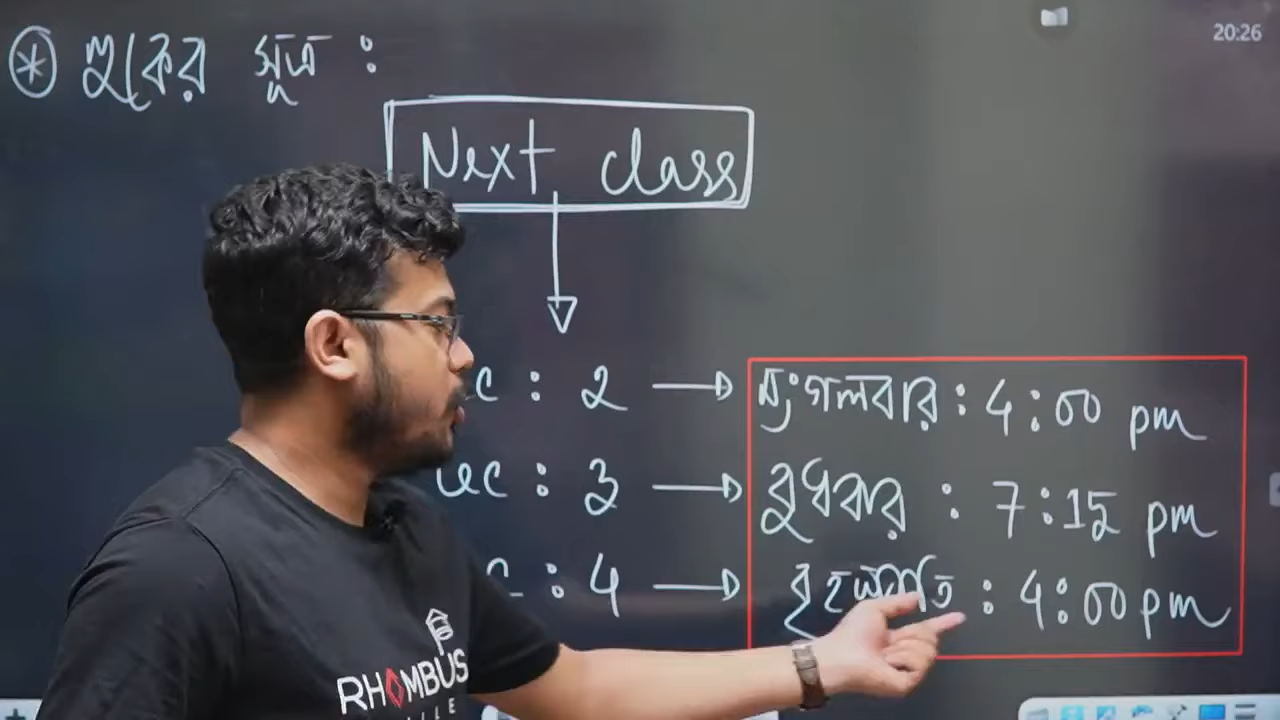 20:26
* হুকের সূত্র :
Next class
ec : 2 → মংগলবার : 4:00 pm
ec : 3 → বুধবার : 7:15 pm
c : 4 → বৃহস্পতি : 4:00 pm
RHOMBUS